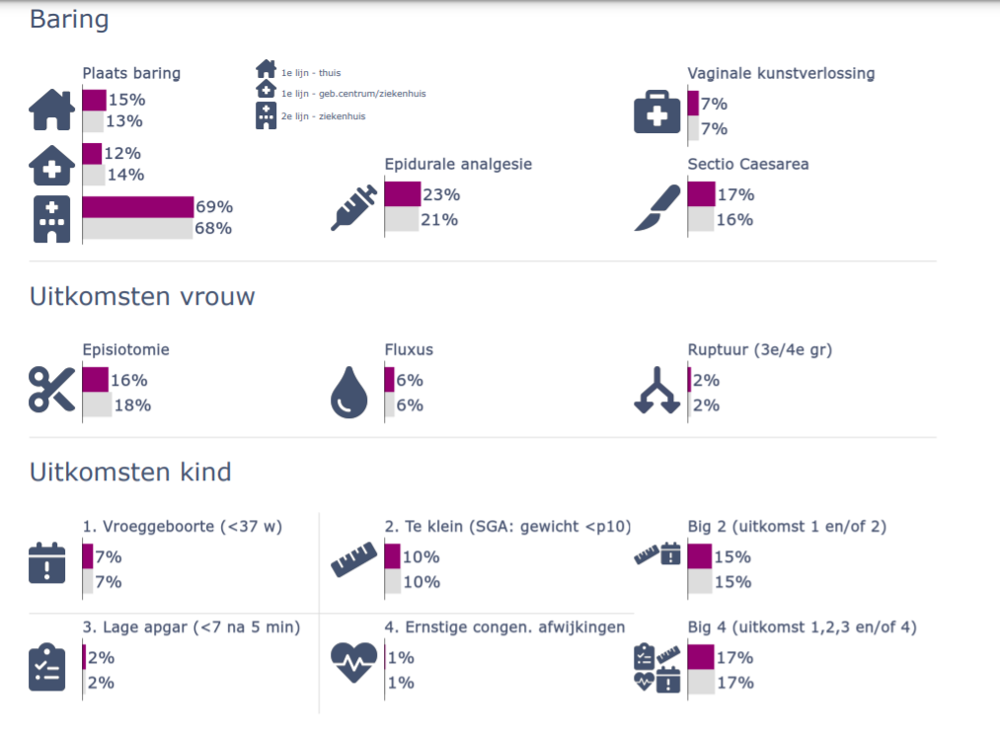 Baring
Plaats baring
15%
13%
12%
14%
69%
68%
1e lijn - thuis
1e lijn - geb.centrum/ziekenhuis
2e lijn - ziekenhuis
Epidurale analgesie
23%
21%
Vaginale kunstverlossing
7%
7%
Sectio Caesarea
17%
16%
Uitkomsten vrouw
Episiotomie
16%
18%
Fluxus
6%
6%
Ruptuur (3e/4e gr)
2%
2%
Uitkomsten kind
1. Vroeggeboorte (<37 w)
7%
7%
2. Te klein (SGA: gewicht <p10)
10%
10%
Big 2 (uitkomst 1 en/of 2)
15%
15%
3. Lage apgar (<7 na 5 min)
2%
2%
4. Ernstige congen. afwijkingen
1%
1%
Big 4 (uitkomst 1,2,3 en/of 4)
17%
17%